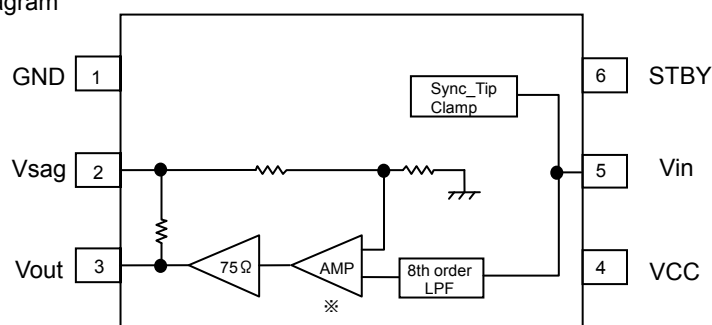 agram
GND 1
6 STBY
Sync_Tip
Clamp
Vsag 2
5 Vin
Vout 3
75Ω
AMP
8th order
LPF
4 VCC
※